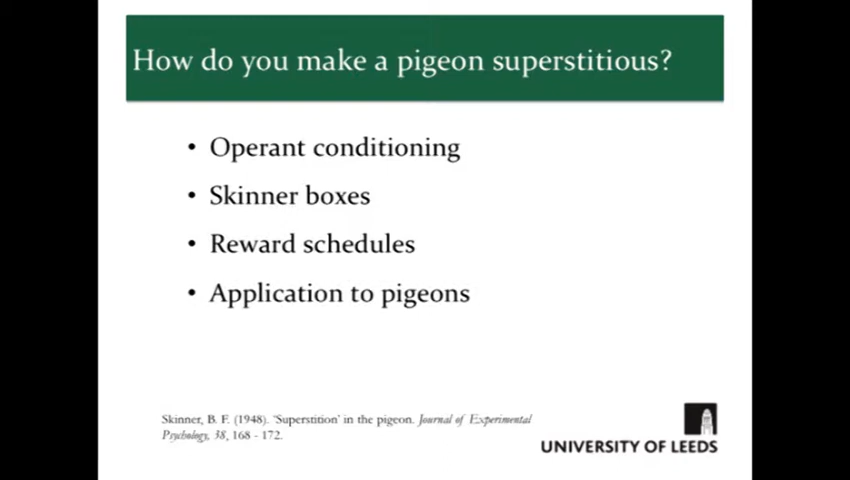 How do you make a pigeon superstitious?
• Operant conditioning
• Skinner boxes
• Reward schedules
• Application to pigeons
Skinner, B. F. (1948). ‘Superstition’ in the pigeon. Journal of Experimental
Psychology, 38, 168 - 172.
UNIVERSITY OF LEEDS